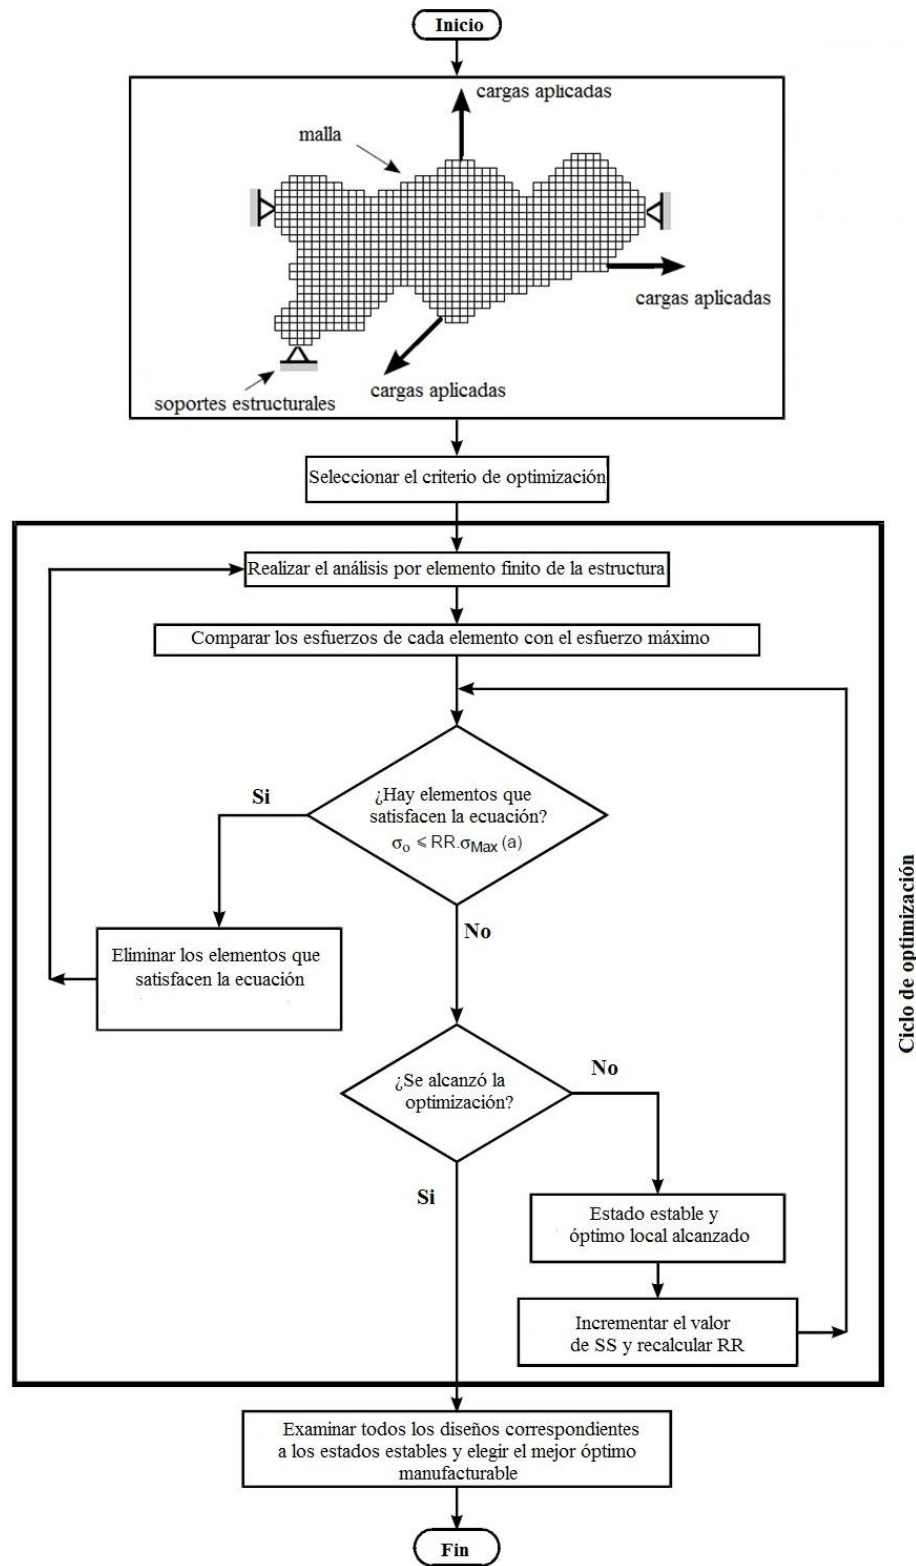 Inicio
cargas aplicadas
malla
cargas aplicadas
cargas aplicadas
soportes estructurales
Seleccionar el criterio de optimización
Realizar el análisis por elemento finito de la estructura
Comparar los esfuerzos de cada elemento con el esfuerzo máximo
¿Hay elementos que
satisfacen la ecuación?
σo ⩽ RR.σMax (a)
Si
No
Eliminar los elementos que
satisfacen la ecuación
¿Se alcanzó la
optimización?
No
Si
Estado estable y
óptimo local alcanzado
Incrementar el valor
de SS y recalcular RR
Ciclo de optimización
Examinar todos los diseños correspondientes
a los estados estables y elegir el mejor óptimo
manufacturable
Fin